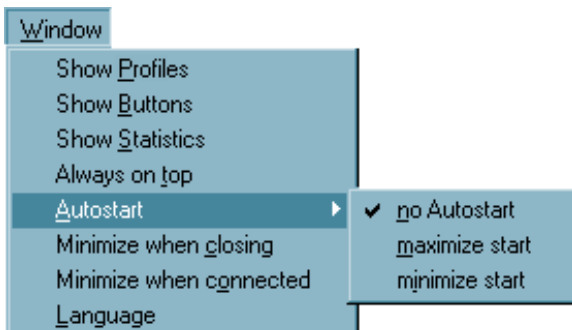 Window
Show Profiles
Show Buttons
Show Statistics
Always on top
Autostart
no Autostart
maximize start
minimize start
Minimize when closing
Minimize when connected
Language